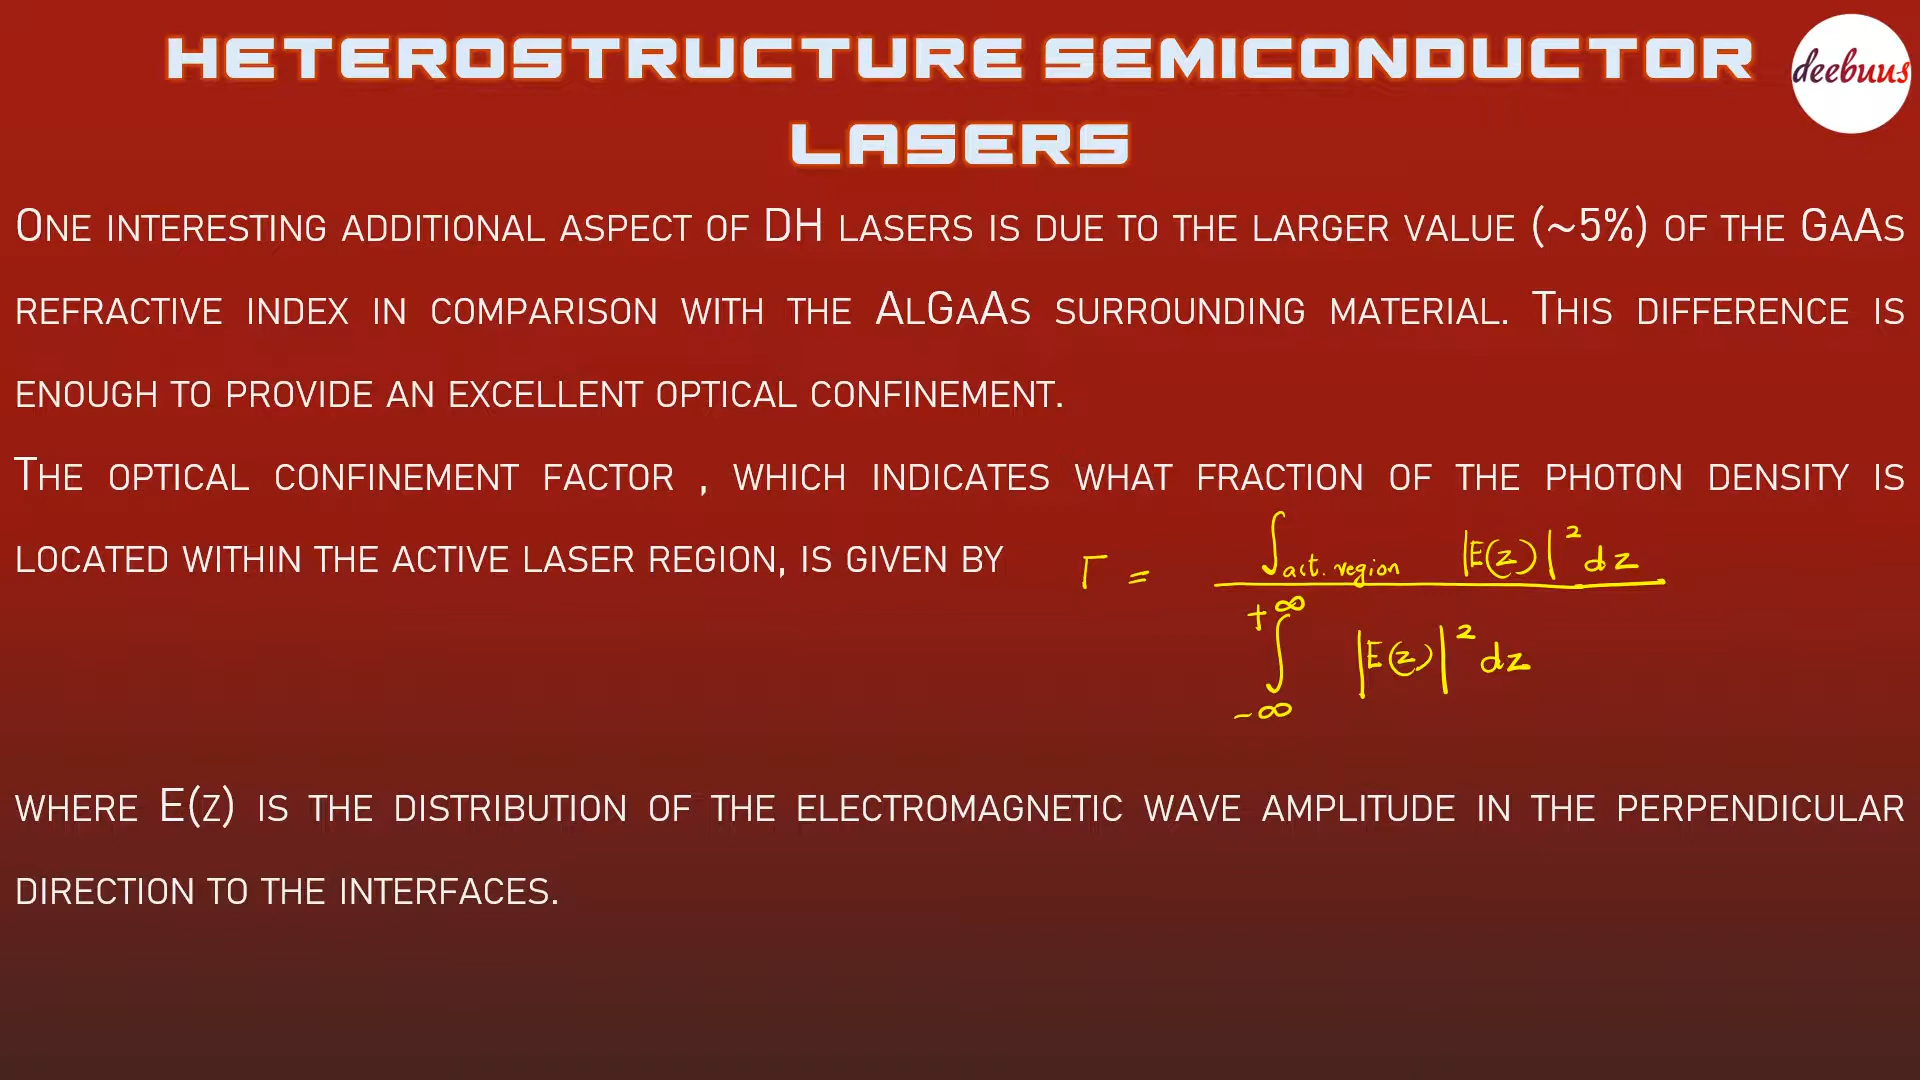 HETEROSTRUCTURE SEMICONDUCTOR
LASERS
deebuus
ONE INTERESTING ADDITIONAL ASPECT OF DH LASERS IS DUE TO THE LARGER VALUE (~5%) OF THE GAAS
REFRACTIVE INDEX IN COMPARISON WITH THE ALGAAS SURROUNDING MATERIAL. THIS DIFFERENCE IS
ENOUGH TO PROVIDE AN EXCELLENT OPTICAL CONFINEMENT.
THE OPTICAL CONFINEMENT FACTOR , WHICH INDICATES WHAT FRACTION OF THE PHOTON DENSITY IS
LOCATED WITHIN THE ACTIVE LASER REGION, IS GIVEN BY
Γ = ∫act. region |E(z)|² dz
+∞ ∫ -∞ |E(z)|² dz
WHERE E(Z) IS THE DISTRIBUTION OF THE ELECTROMAGNETIC WAVE AMPLITUDE IN THE PERPENDICULAR
DIRECTION TO THE INTERFACES.